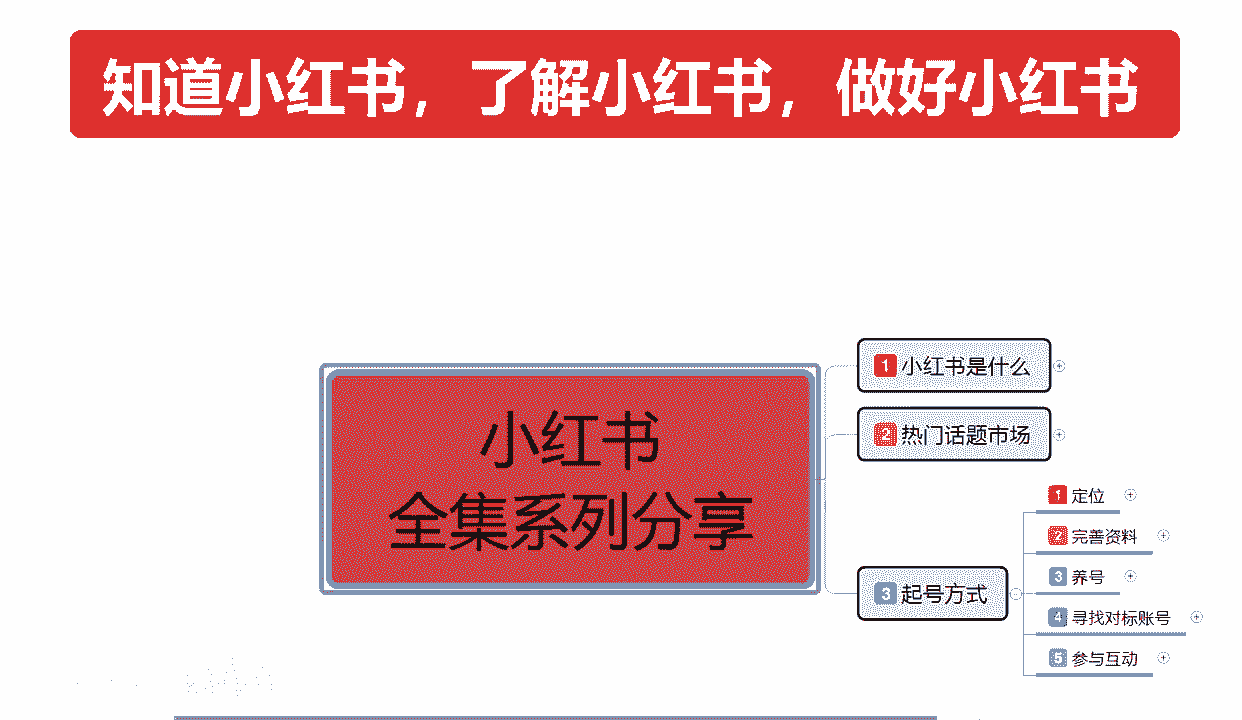 知道小红书，了解小红书，做好小红书
小红书
全集系列分享
1 小红书是什么
2 热门话题市场
3 起号方式
1 定位
2 完善资料
3 养号
4 寻找对标账号
5 参与互动